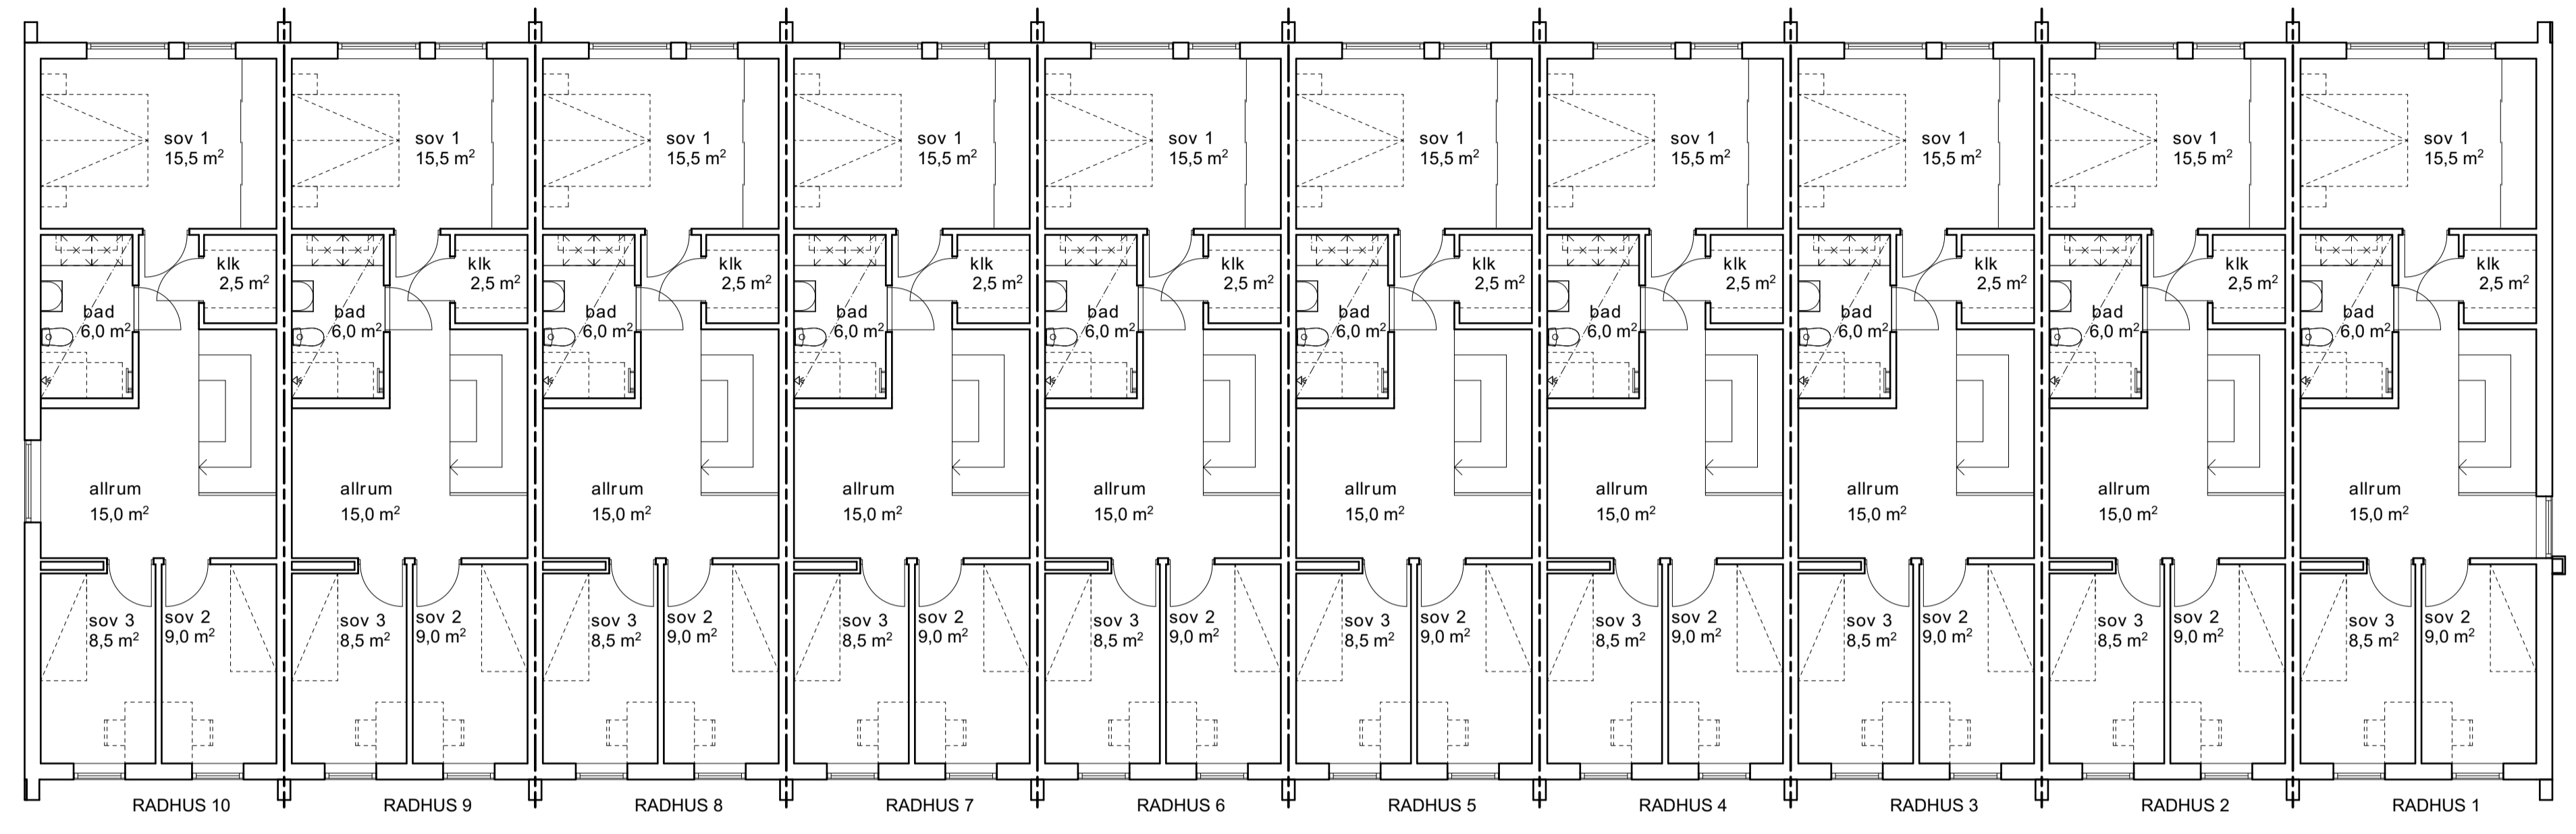 sov 1
15,5 m²
klk
2,5 m²
bad
6,0 m²
allrum
15,0 m²
sov 3
8,5 m²
sov 2
9,0 m²
RADHUS 10
sov 1
15,5 m²
klk
2,5 m²
bad
6,0 m²
allrum
15,0 m²
sov 3
8,5 m²
sov 2
9,0 m²
RADHUS 9
sov 1
15,5 m²
klk
2,5 m²
bad
6,0 m²
allrum
15,0 m²
sov 3
8,5 m²
sov 2
9,0 m²
RADHUS 8
sov 1
15,5 m²
klk
2,5 m²
bad
6,0 m²
allrum
15,0 m²
sov 3
8,5 m²
sov 2
9,0 m²
RADHUS 7
sov 1
15,5 m²
klk
2,5 m²
bad
6,0 m²
allrum
15,0 m²
sov 3
8,5 m²
sov 2
9,0 m²
RADHUS 6
sov 1
15,5 m²
klk
2,5 m²
bad
6,0 m²
allrum
15,0 m²
sov 3
8,5 m²
sov 2
9,0 m²
RADHUS 5
sov 1
15,5 m²
klk
2,5 m²
bad
6,0 m²
allrum
15,0 m²
sov 3
8,5 m²
sov 2
9,0 m²
RADHUS 4
sov 1
15,5 m²
klk
2,5 m²
bad
6,0 m²
allrum
15,0 m²
sov 3
8,5 m²
sov 2
9,0 m²
RADHUS 3
sov 1
15,5 m²
klk
2,5 m²
bad
6,0 m²
allrum
15,0 m²
sov 3
8,5 m²
sov 2
9,0 m²
RADHUS 2
sov 1
15,5 m²
klk
2,5 m²
bad
6,0 m²
allrum
15,0 m²
sov 3
8,5 m²
sov 2
9,0 m²
RADHUS 1